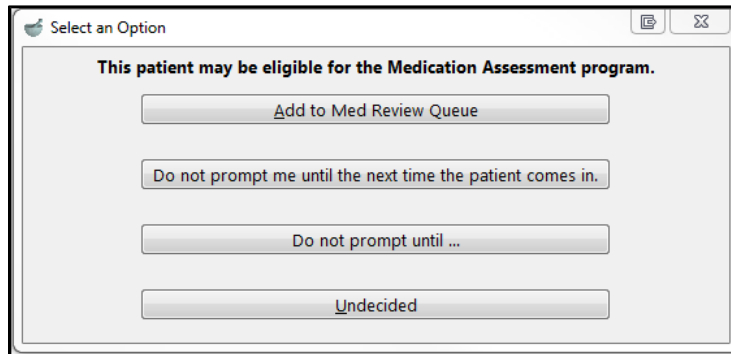 Select an Option
This patient may be eligible for the Medication Assessment program.
Add to Med Review Queue
Do not prompt me until the next time the patient comes in.
Do not prompt until ...
Undecided